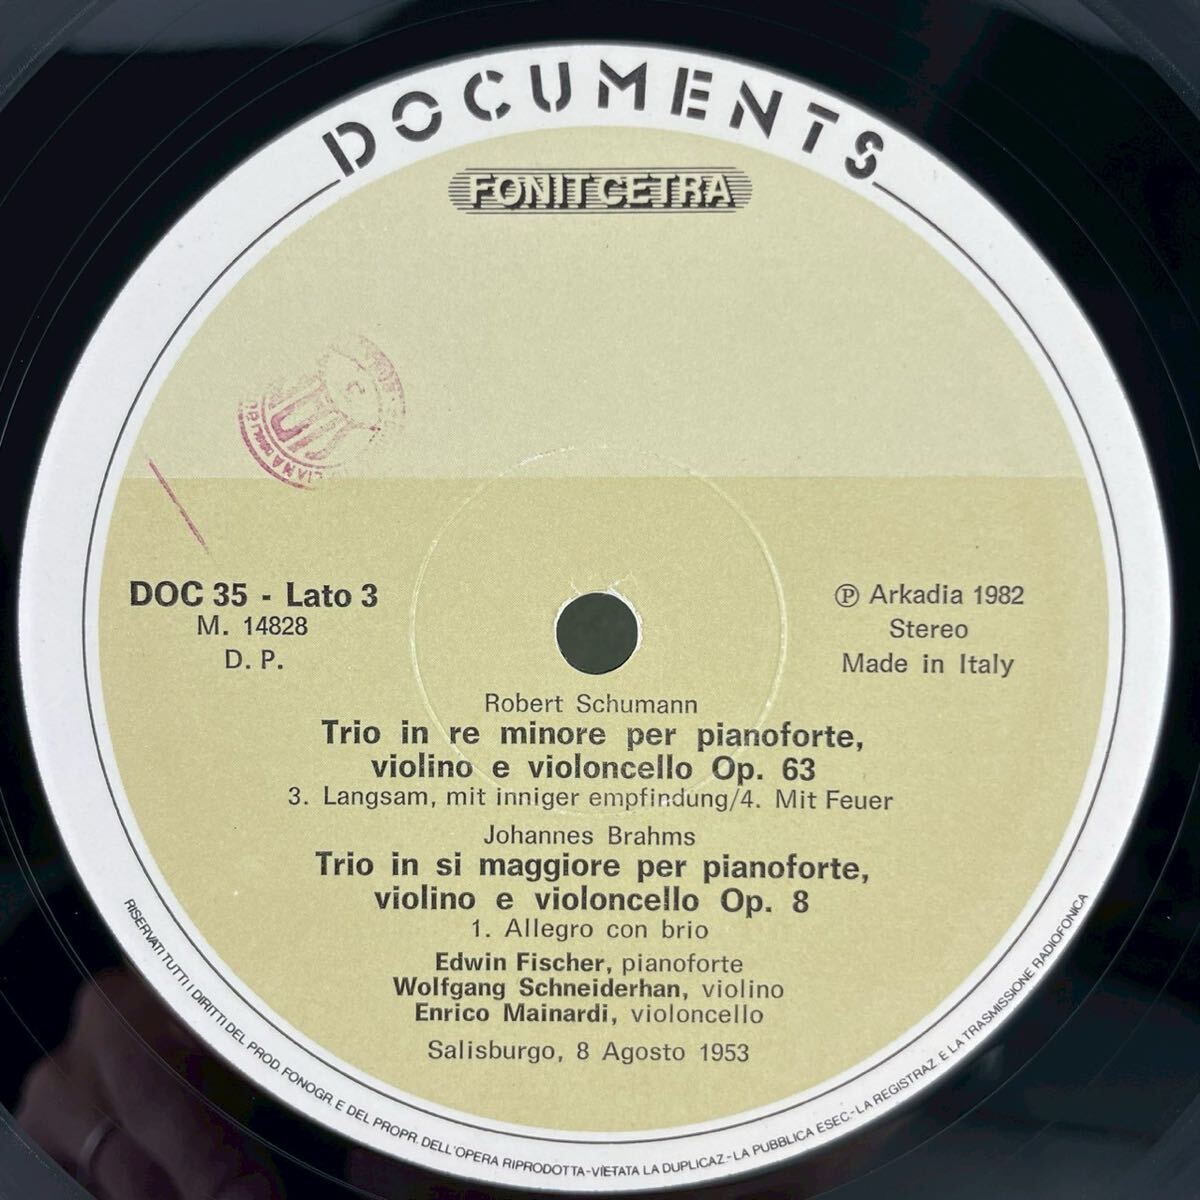 DOCUMENTS
FONIT CETRA
DOC 35 - Lato 3
M. 14828
D. P.
℗ Arkadia 1982
Stereo
Made in Italy
Robert Schumann
Trio in re minore per pianoforte,
violino e violoncello Op. 63
3. Langsam, mit inniger empfindung/4. Mit Feuer
Johannes Brahms
Trio in si maggiore per pianoforte,
violino e violoncello Op. 8
1. Allegro con brio
Edwin Fischer, pianoforte
Wolfgang Schneiderhan, violino
Enrico Mainardi, violoncello
Salisburgo, 8 Agosto 1953
RISERVATI TUTTI I DIRITTI DEL PROD. FONOGR. E DEL PROPR. DELL'OPERA RIPRODOTTA-VIETATA LA DUPLICAZ.-LA PUBBLICA ESEC.-LA REGISTRAZ. E LA TRASMISSIONE RADIOFONICA